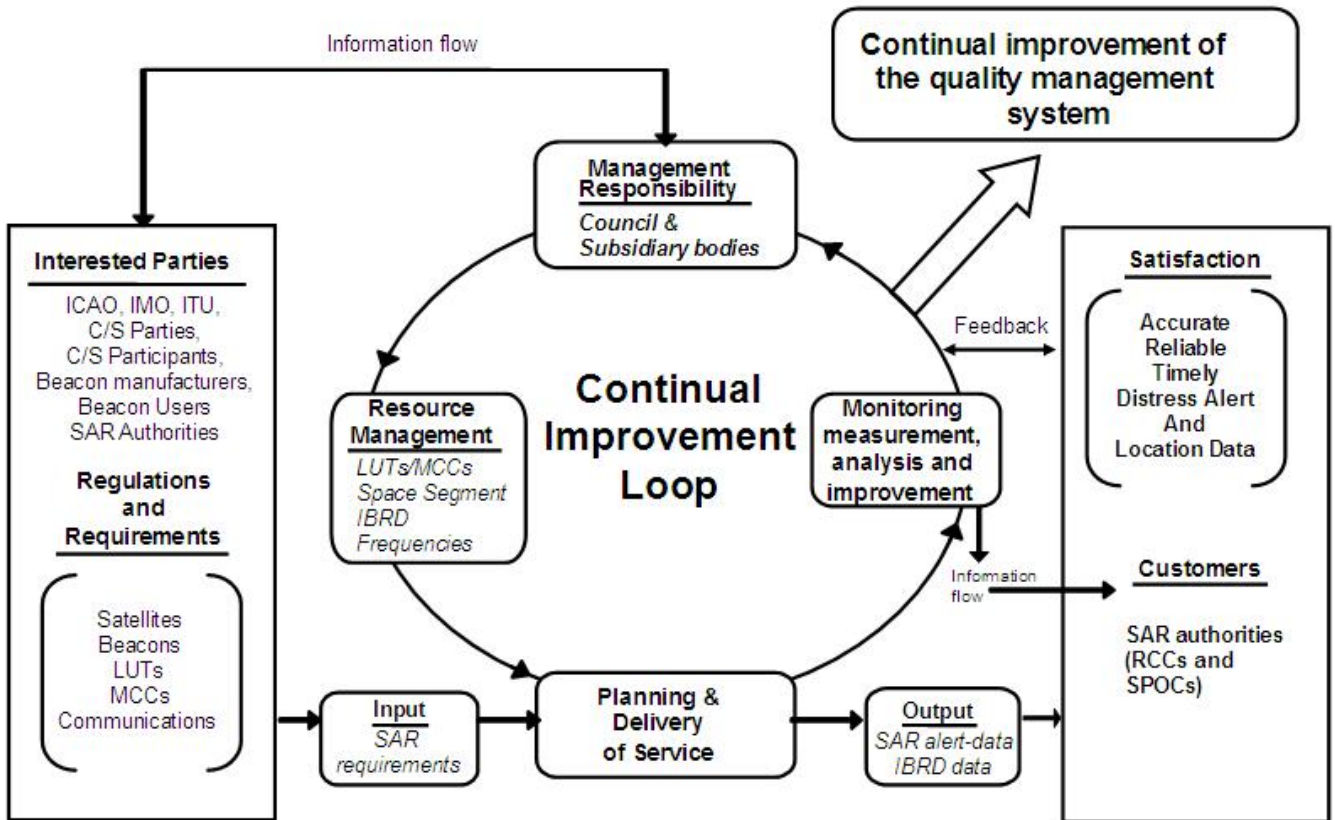 Information flow
Continual improvement of
the quality management
system
Management
Responsibility
Council &
Subsidiary bodies
Interested Parties
ICAO, IMO, ITU,
C/S Parties,
C/S Participants,
Beacon manufacturers,
Beacon Users
SAR Authorities
Regulations
and
Requirements
Satellites
Beacons
LUTs
MCCs
Communications
Resource
Management
LUTs/MCCs
Space Segment
IBRD
Frequencies
Continual
Improvement
Loop
Monitoring
measurement,
analysis and
improvement
Feedback
Information
flow
Satisfaction
Accurate
Reliable
Timely
Distress Alert
And
Location Data
Customers
SAR authorities
(RCCs and
SPOCs)
Input
SAR
requirements
Planning &
Delivery
of Service
Output
SAR alert-data
IBRD data